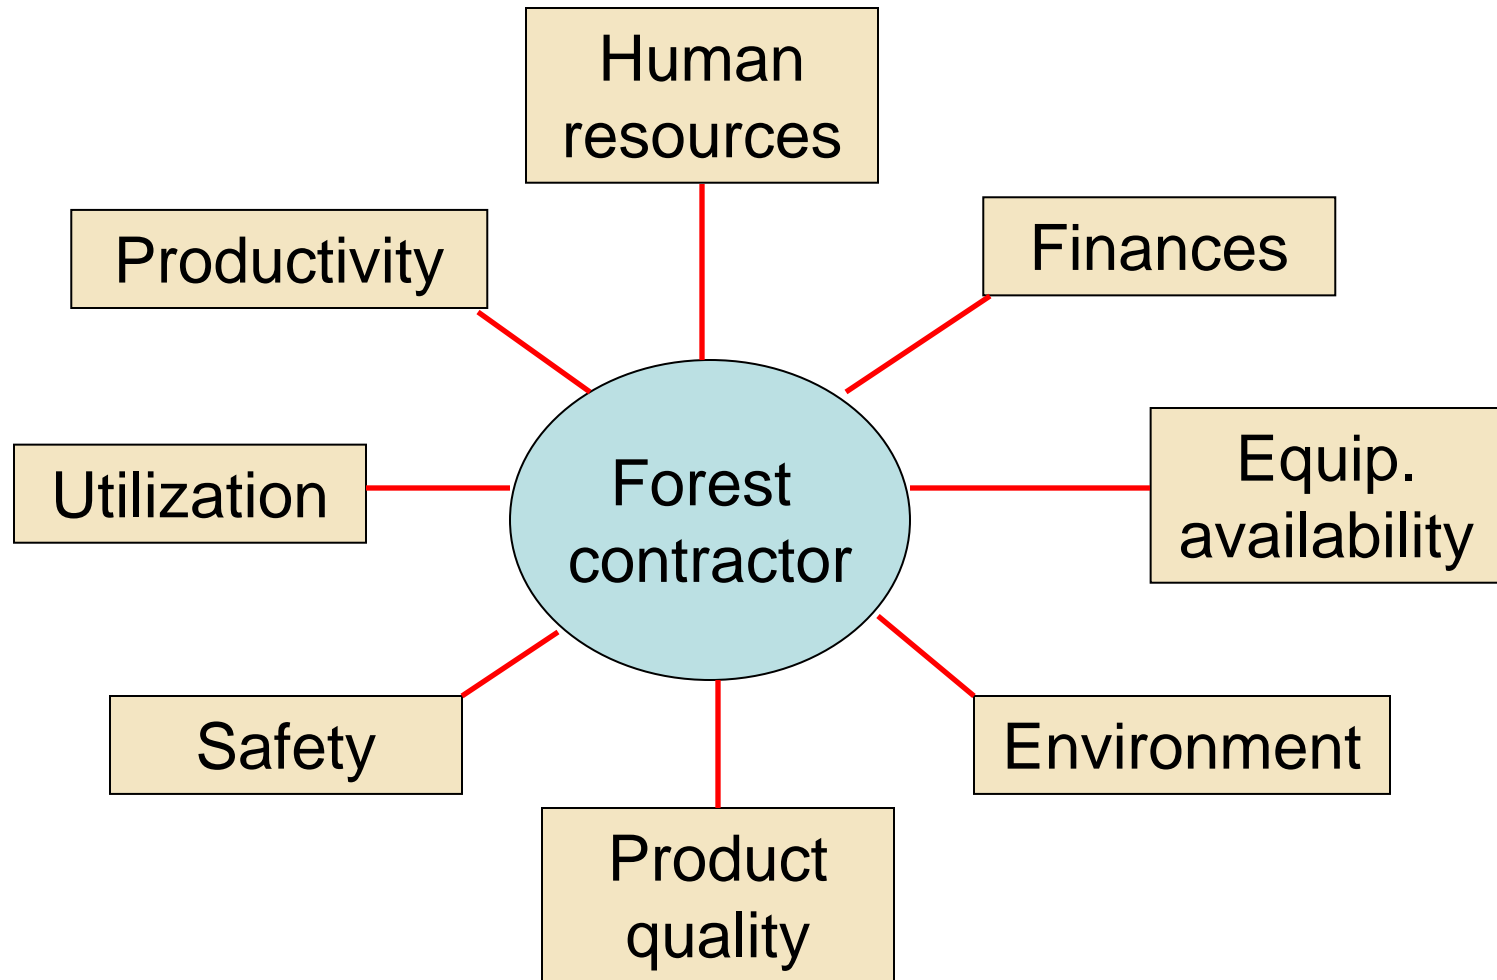 Human
resources
Productivity
Finances
Utilization
Forest
contractor
Equip.
availability
Safety
Environment
Product
quality